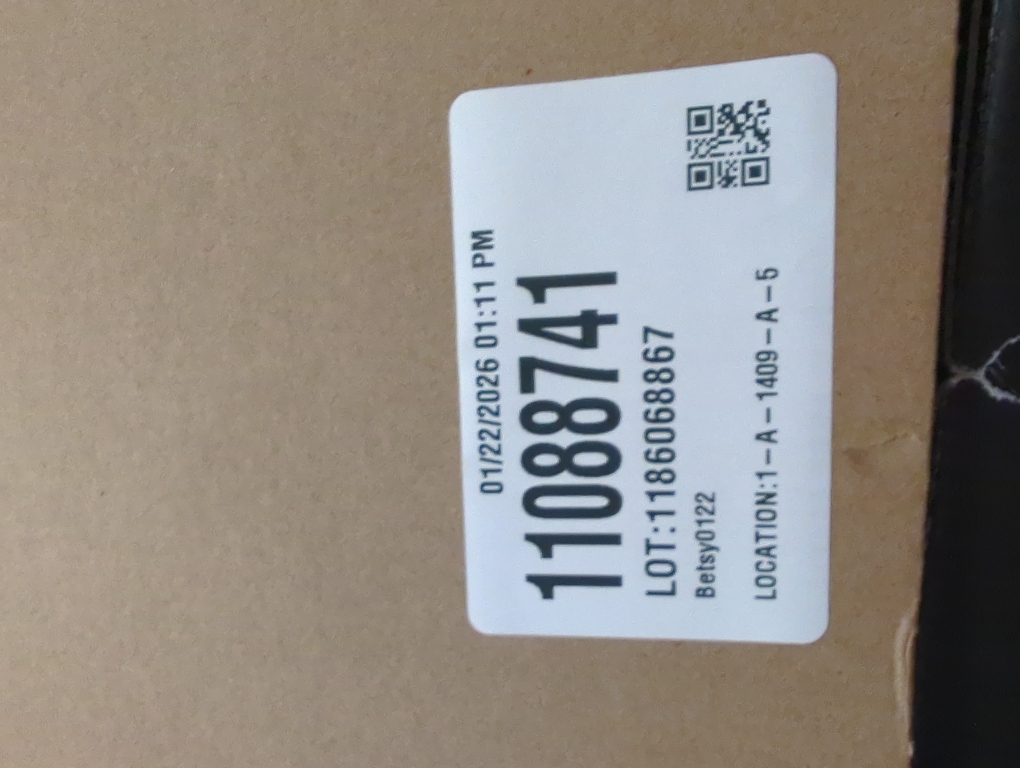 01/22/2026 01:11 PM
11088741
LOT:1186068867
Betsy0122
LOCATION:1-A-1409-A-5